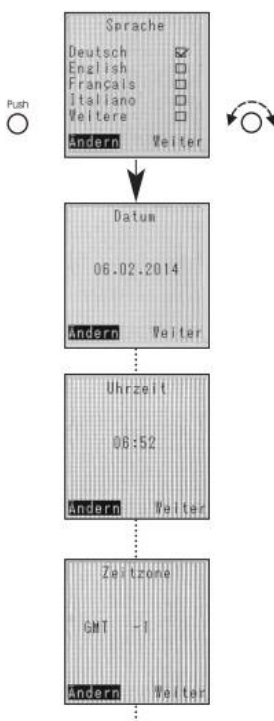 Sprache
Deutsch
English
Français
Italiano
Weitere
Ändern Weiter
Push
Datum
06.02.2014
Ändern Weiter
Uhrzeit
06:52
Ändern Weiter
Zeitzone
GMT -1
Ändern Weiter